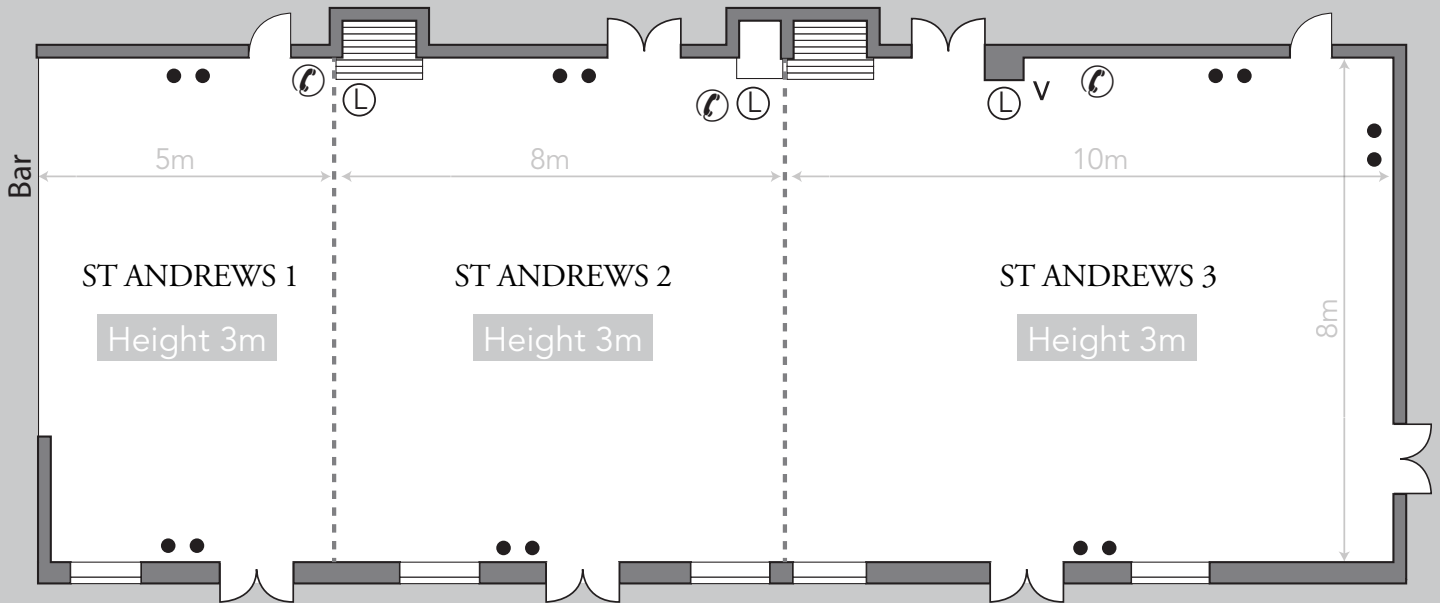 L
L
L
V
5m
8m
10m
Bar
ST ANDREWS 1
ST ANDREWS 2
ST ANDREWS 3
Height 3m
Height 3m
Height 3m
8m